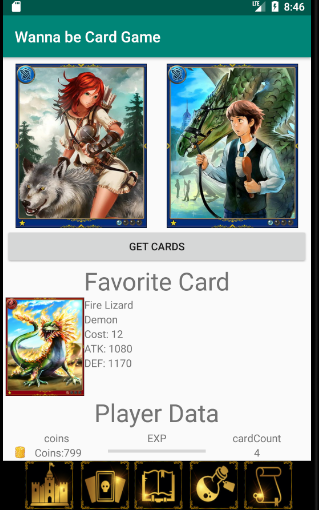 LTE 8:46
Wanna be Card Game
GET CARDS
Favorite Card
Fire Lizard
Demon
Cost: 12
ATK: 1080
DEF: 1170
Player Data
coins EXP cardCount
Coins:799 4